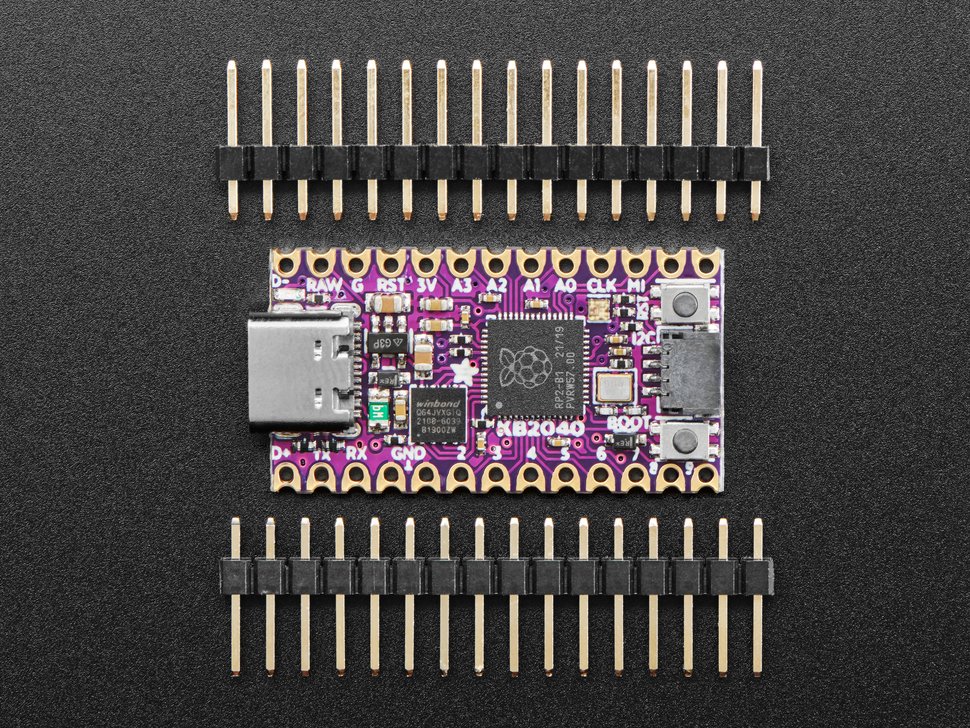 D- RAW G RST 3V A3 A2 A1 A0 CLK MI
I2C
G3P
winbond
Q64JVXGIQ
2108-6039
RP2-B1 21/19
PVRW57.00
KB2040
BOOT
D+ TX RX GND 2 3 4 5 6 7 8 9